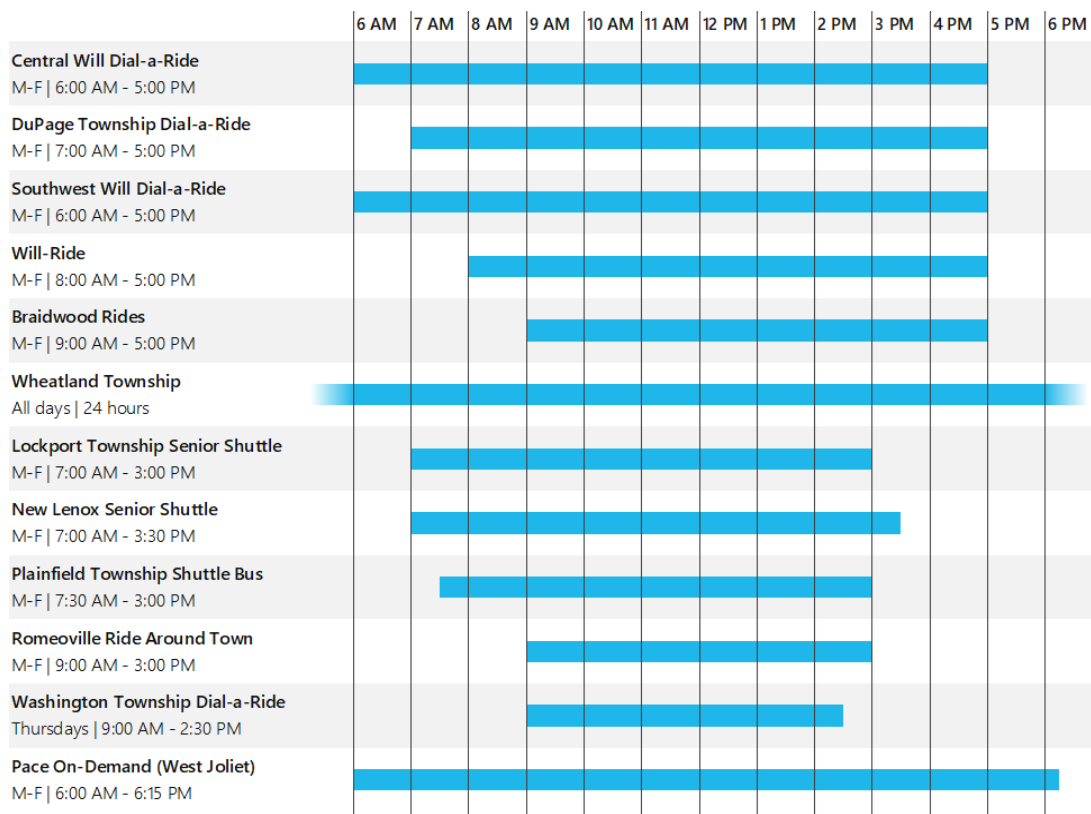 6 AM 7 AM 8 AM 9 AM 10 AM 11 AM 12 PM 1 PM 2 PM 3 PM 4 PM 5 PM 6 PM
Central Will Dial-a-Ride
M-F | 6:00 AM - 5:00 PM
DuPage Township Dial-a-Ride
M-F | 7:00 AM - 5:00 PM
Southwest Will Dial-a-Ride
M-F | 6:00 AM - 5:00 PM
Will-Ride
M-F | 8:00 AM - 5:00 PM
Braidwood Rides
M-F | 9:00 AM - 5:00 PM
Wheatland Township
All days | 24 hours
Lockport Township Senior Shuttle
M-F | 7:00 AM - 3:00 PM
New Lenox Senior Shuttle
M-F | 7:00 AM - 3:30 PM
Plainfield Township Shuttle Bus
M-F | 7:30 AM - 3:00 PM
Romeoville Ride Around Town
M-F | 9:00 AM - 3:00 PM
Washington Township Dial-a-Ride
Thursdays | 9:00 AM - 2:30 PM
Pace On-Demand (West Joliet)
M-F | 6:00 AM - 6:15 PM